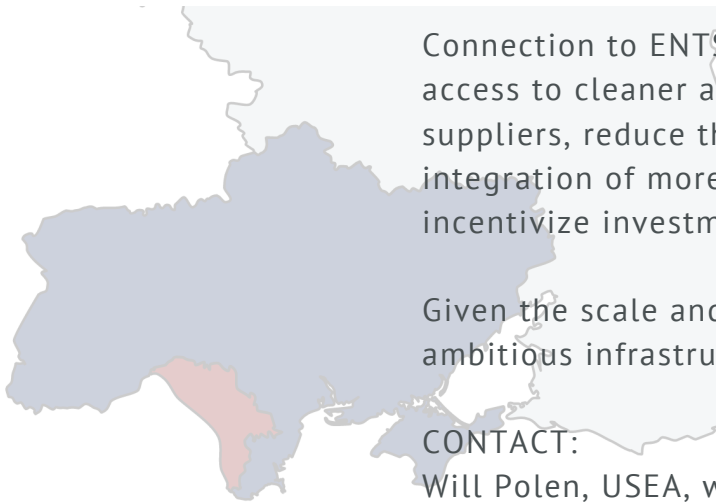 Connection to ENTS
access to cleaner a
suppliers, reduce th
integration of more
incentivize investm
Given the scale and
ambitious infrastru
CONTACT:
Will Polen, USEA, w